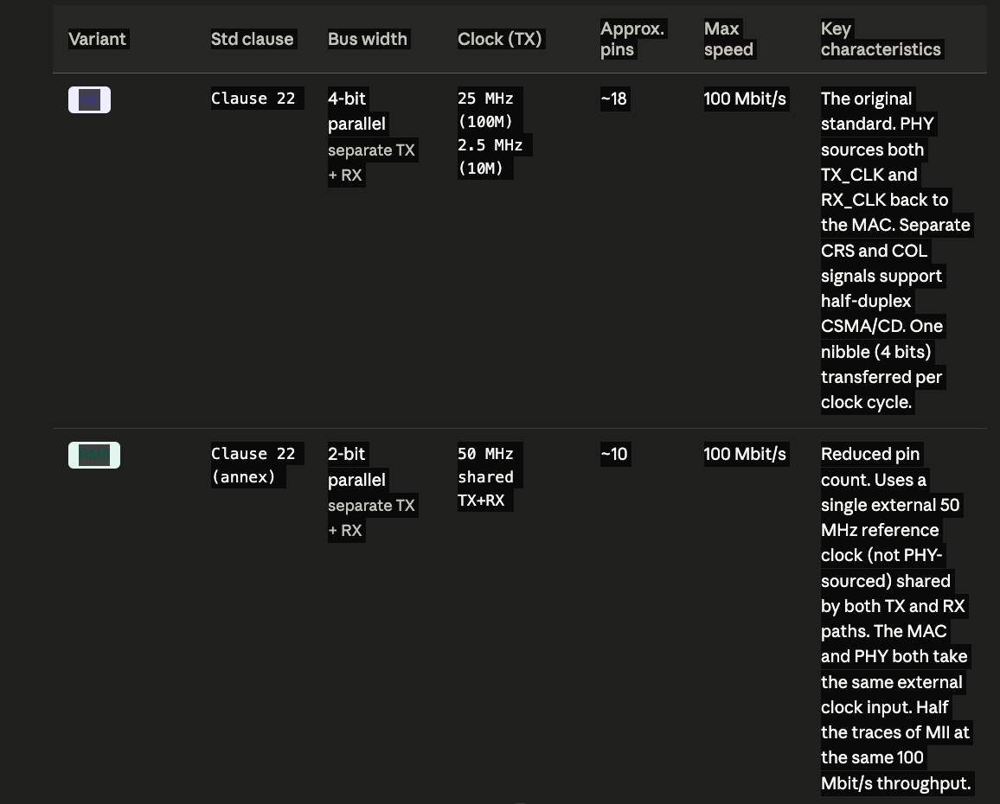 Variant Std clause Bus width Clock (TX) Approx. pins Max speed Key characteristics
MII
Clause 22
4-bit
parallel
separate TX
+ RX
25 MHz
(100M)
2.5 MHz
(10M)
~18
100 Mbit/s
The original
standard. PHY
sources both
TX_CLK and
RX_CLK back to
the MAC. Separate
CRS and COL
signals support
half-duplex
CSMA/CD. One
nibble (4 bits)
transferred per
clock cycle.
RMII
Clause 22
(annex)
2-bit
parallel
separate TX
+ RX
50 MHz
shared
TX+RX
~10
100 Mbit/s
Reduced pin
count. Uses a
single external 50
MHz reference
clock (not PHY-
sourced) shared
by both TX and RX
paths. The MAC
and PHY both take
the same external
clock input. Half
the traces of MII at
the same 100
Mbit/s throughput.